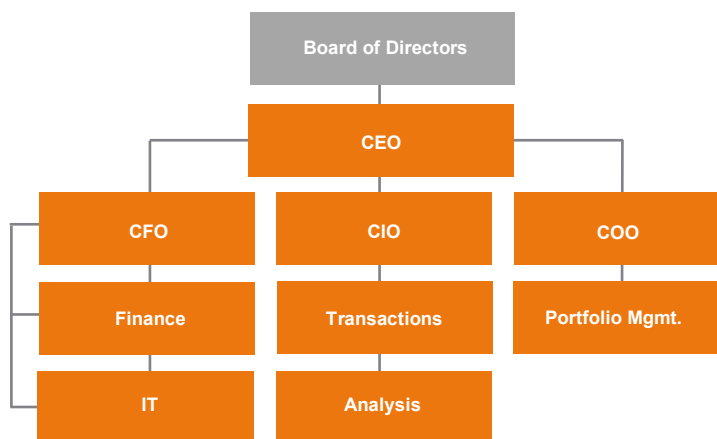 Board of Directors
CEO
CFO
CIO
COO
Finance
Transactions
Portfolio Mgmt.
IT
Analysis